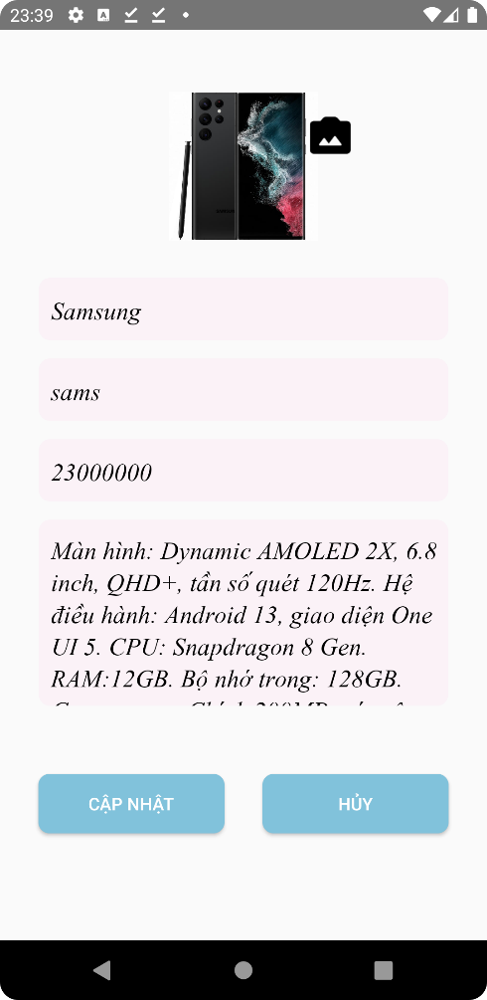 23:39
Samsung
sams
23000000
Màn hình: Dynamic AMOLED 2X, 6.8
inch, QHD+, tần số quét 120Hz. Hệ
điều hành: Android 13, giao diện One
UI 5. CPU: Snapdragon 8 Gen.
RAM:12GB. Bộ nhớ trong: 128GB.
CẬP NHẬT
HỦY